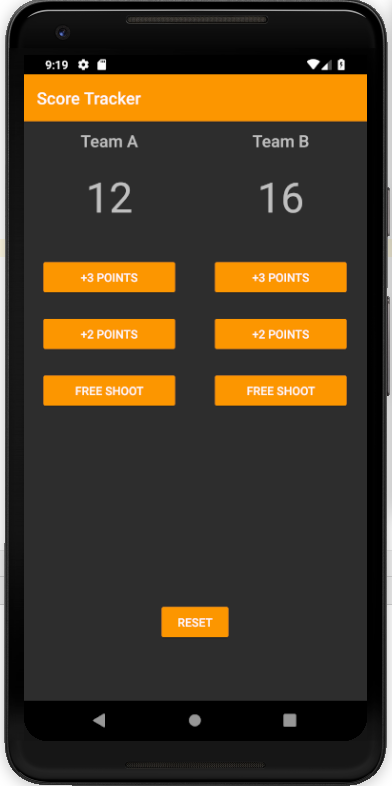 9:19
Score Tracker
Team A Team B
12 16
+3 POINTS +3 POINTS
+2 POINTS +2 POINTS
FREE SHOOT FREE SHOOT
RESET